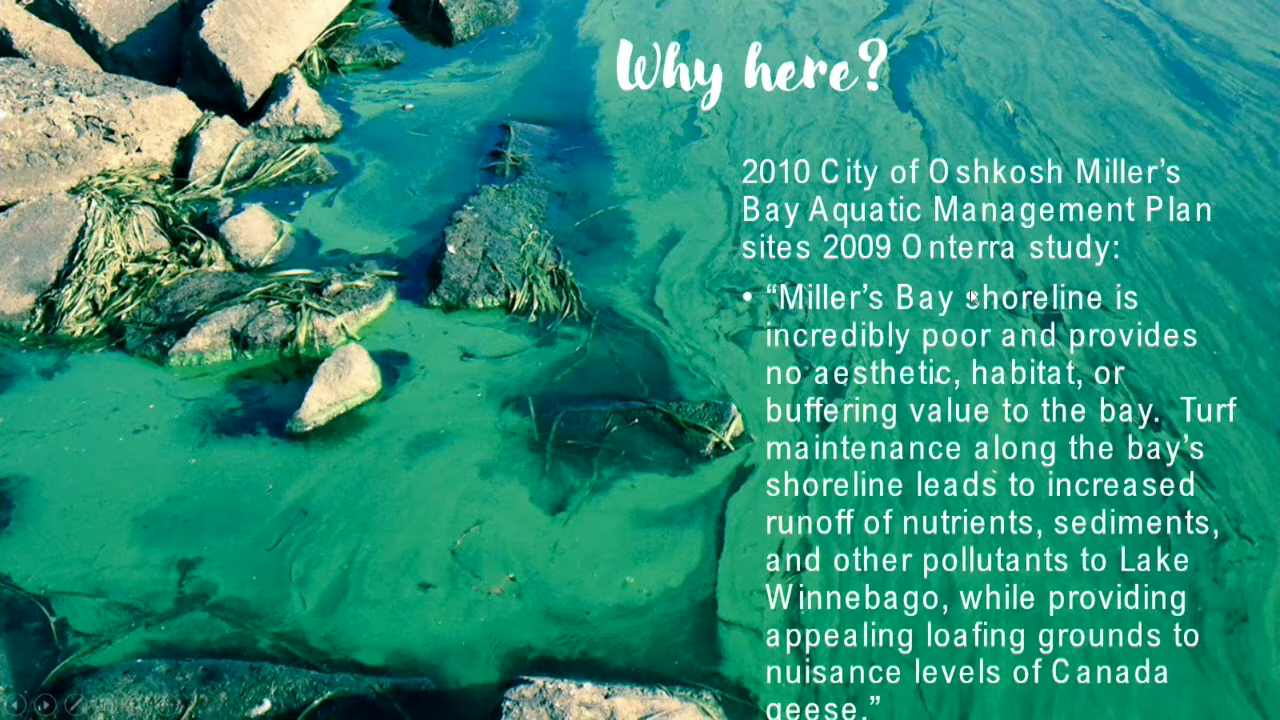 Why here?
2010 City of Oshkosh Miller’s
Bay Aquatic Management Plan
sites 2009 Onterra study:
• “Miller’s Bay shoreline is
incredibly poor and provides
no aesthetic, habitat, or
buffering value to the bay.  Turf
maintenance along the bay’s
shoreline leads to increased
runoff of nutrients, sediments,
and other pollutants to Lake
Winnebago, while providing
appealing loafing grounds to
nuisance levels of Canada
geese.”